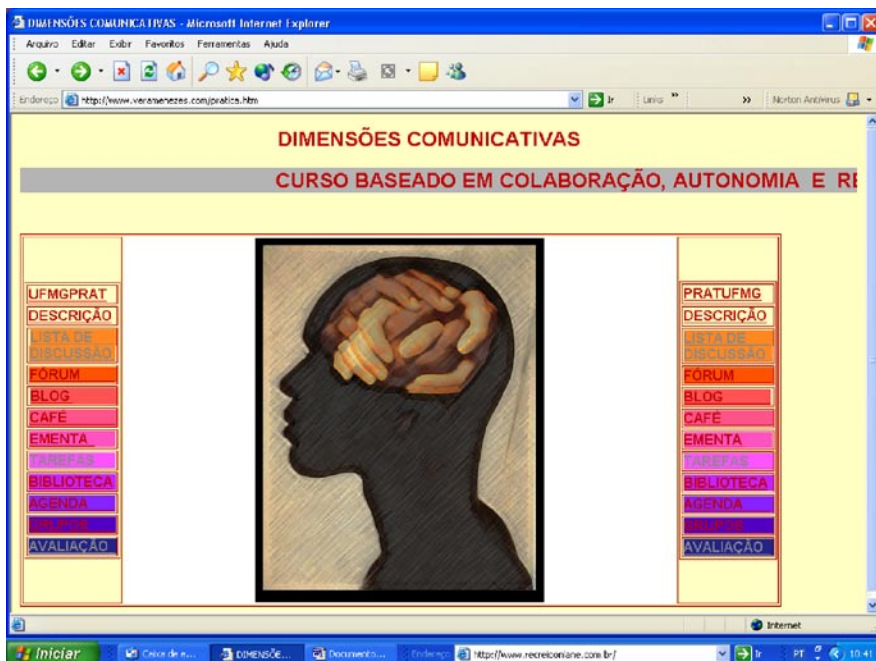 DIMENSÕES COMUNICATIVAS - Microsoft Internet Explorer
Arquivo Editar Exibir Favoritos Ferramentas Ajuda
Endereço http://www.veramenezes.com/pratica.htm Ir Links » » Norton Antivirus
DIMENSÕES COMUNICATIVAS
CURSO BASEADO EM COLABORAÇÃO, AUTONOMIA E RE
UFMGPRAT
DESCRIÇÃO
LISTA DE
DISCUSSÃO
FÓRUM
BLOG
CAFÉ
EMENTA
TAREFAS
BIBLIOTECA
AGENDA
GRUPOS
AVALIAÇÃO
PRATUFMG
DESCRIÇÃO
LISTA DE
DISCUSSÃO
FÓRUM
BLOG
CAFÉ
EMENTA
TAREFAS
BIBLIOTECA
AGENDA
GRUPOS
AVALIAÇÃO
Internet
Iniciar Caixa de e... DIMENSÕE... Documento... Endereço http://www.recreiconiane.com.br/ Ir PT 10:41